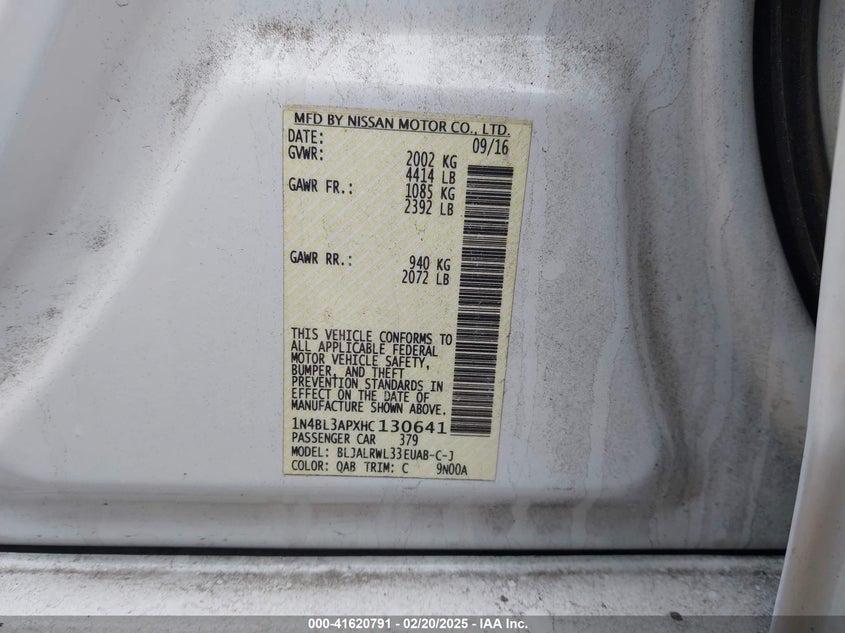 MFD BY NISSAN MOTOR CO., LTD.
DATE: 09/16
GVWR: 2002 KG
4414 LB
GAWR FR.: 1085 KG
2392 LB
GAWR RR.: 940 KG
2072 LB
THIS VEHICLE CONFORMS TO
ALL APPLICABLE FEDERAL
MOTOR VEHICLE SAFETY,
BUMPER, AND THEFT
PREVENTION STANDARDS IN
EFFECT ON THE DATE OF
MANUFACTURE SHOWN ABOVE.
1N4BL3APXHC130641
PASSENGER CAR 379
MODEL: BLJALRWL33EUAB-C-J
COLOR: QAB TRIM: C 9N00A
000-41620791 - 02/20/2025 - IAA Inc.